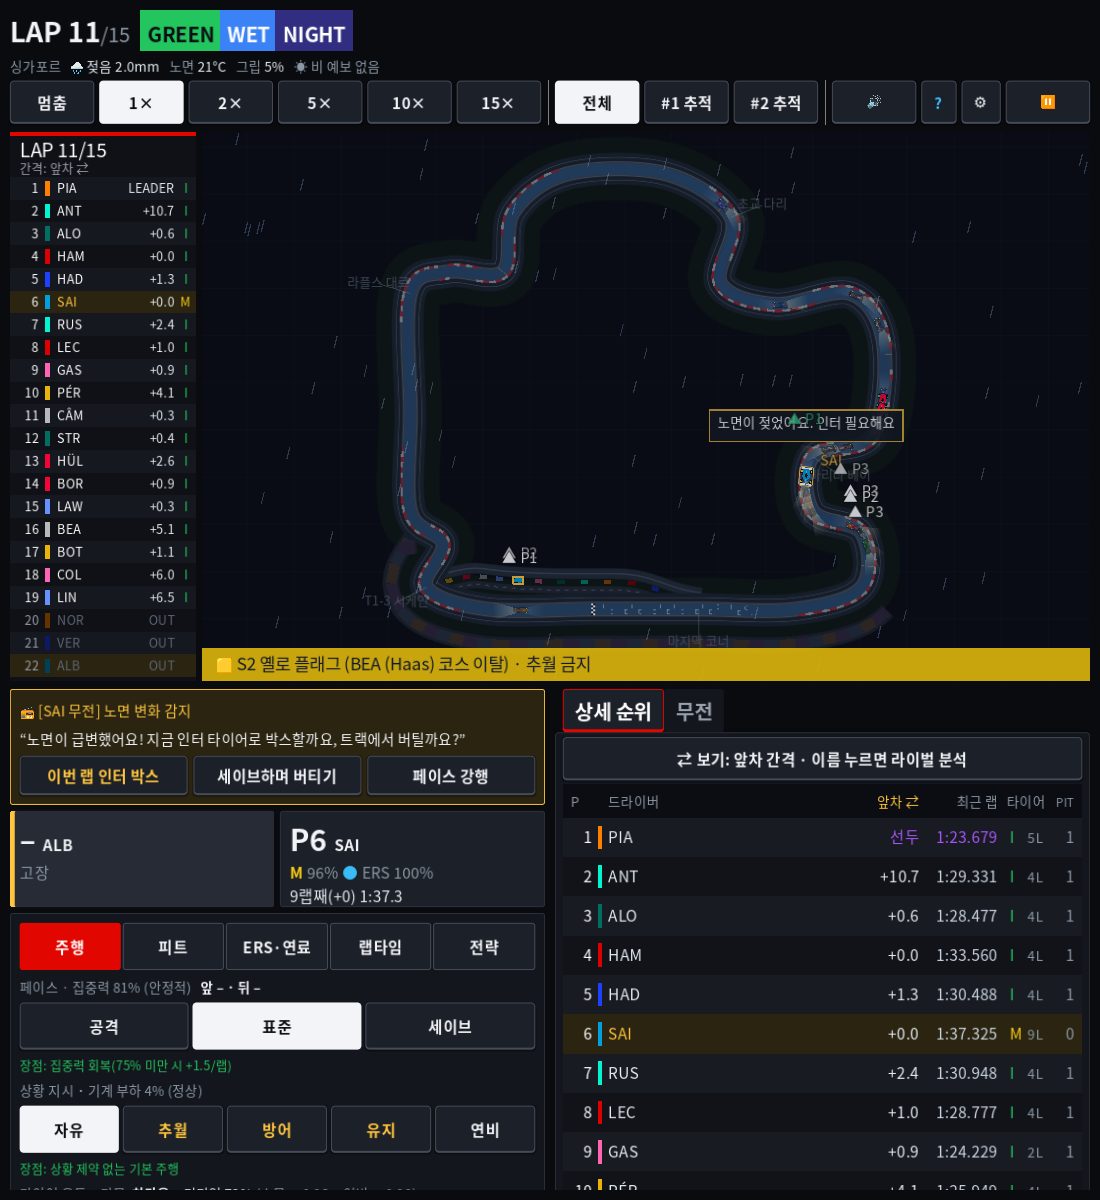 LAP 11/15 GREEN WET NIGHT
싱가포르 🌧 젖음 2.0mm 노면 21°C 그립 5% ☀ 비 예보 없음
멈춤 1× 2× 5× 10× 15× 전체 #1 추적 #2 추적 🔊 ? ⚙ ⏸
LAP 11/15
간격: 앞차 ⇄
1 PIA LEADER I
2 ANT +10.7 I
3 ALO +0.6 I
4 HAM +0.0 I
5 HAD +1.3 I
6 SAI +0.0 M
7 RUS +2.4 I
8 LEC +1.0 I
9 GAS +0.9 I
10 PÉR +4.1 I
11 CÂM +0.3 I
12 STR +0.4 I
13 HÜL +2.6 I
14 BOR +0.9 I
15 LAW +0.3 I
16 BEA +5.1 I
17 BOT +1.1 I
18 COL +6.0 I
19 LIN +6.5 I
20 NOR OUT
21 VER OUT
22 ALB OUT
라플스 대로
노면이 젖었어요. 인터 필요해요
SAI
P3
P2
P3
P1
마지막 코너
🟨 S2 옐로 플래그 (BEA (Haas) 코스 이탈) · 추월 금지
📻 [SAI 무전] 노면 변화 감지
“노면이 급변했어요! 지금 인터 타이어로 박스할까요, 트랙에서 버틸까요?”
이번 랩 인터 박스 세이브하며 버티기 페이스 강행
– ALB
고장
P6 SAI
M 96% ERS 100%
9랩째(+0) 1:37.3
주행 피트 ERS·연료 랩타임 전략
페이스 · 집중력 81% (안정적) 앞 – · 뒤 –
공격 표준 세이브
장점: 집중력 회복(75% 미만 시 +1.5/랩)
상황 지시 · 기계 부하 4% (정상)
자유 추월 방어 유지 연비
장점: 상황 제약 없는 기본 주행
상세 순위 무전
⇄ 보기: 앞차 간격 · 이름 누르면 라이벌 분석
P 드라이버 앞차 ⇄ 최근 랩 타이어 PIT
1 PIA 선두 1:23.679 I 5L 1
2 ANT +10.7 1:29.331 I 4L 1
3 ALO +0.6 1:28.477 I 4L 1
4 HAM +0.0 1:33.560 I 4L 1
5 HAD +1.3 1:30.488 I 4L 1
6 SAI +0.0 1:37.325 M 9L 0
7 RUS +2.4 1:30.948 I 4L 1
8 LEC +1.0 1:28.777 I 4L 1
9 GAS +0.9 1:24.229 I 2L 1